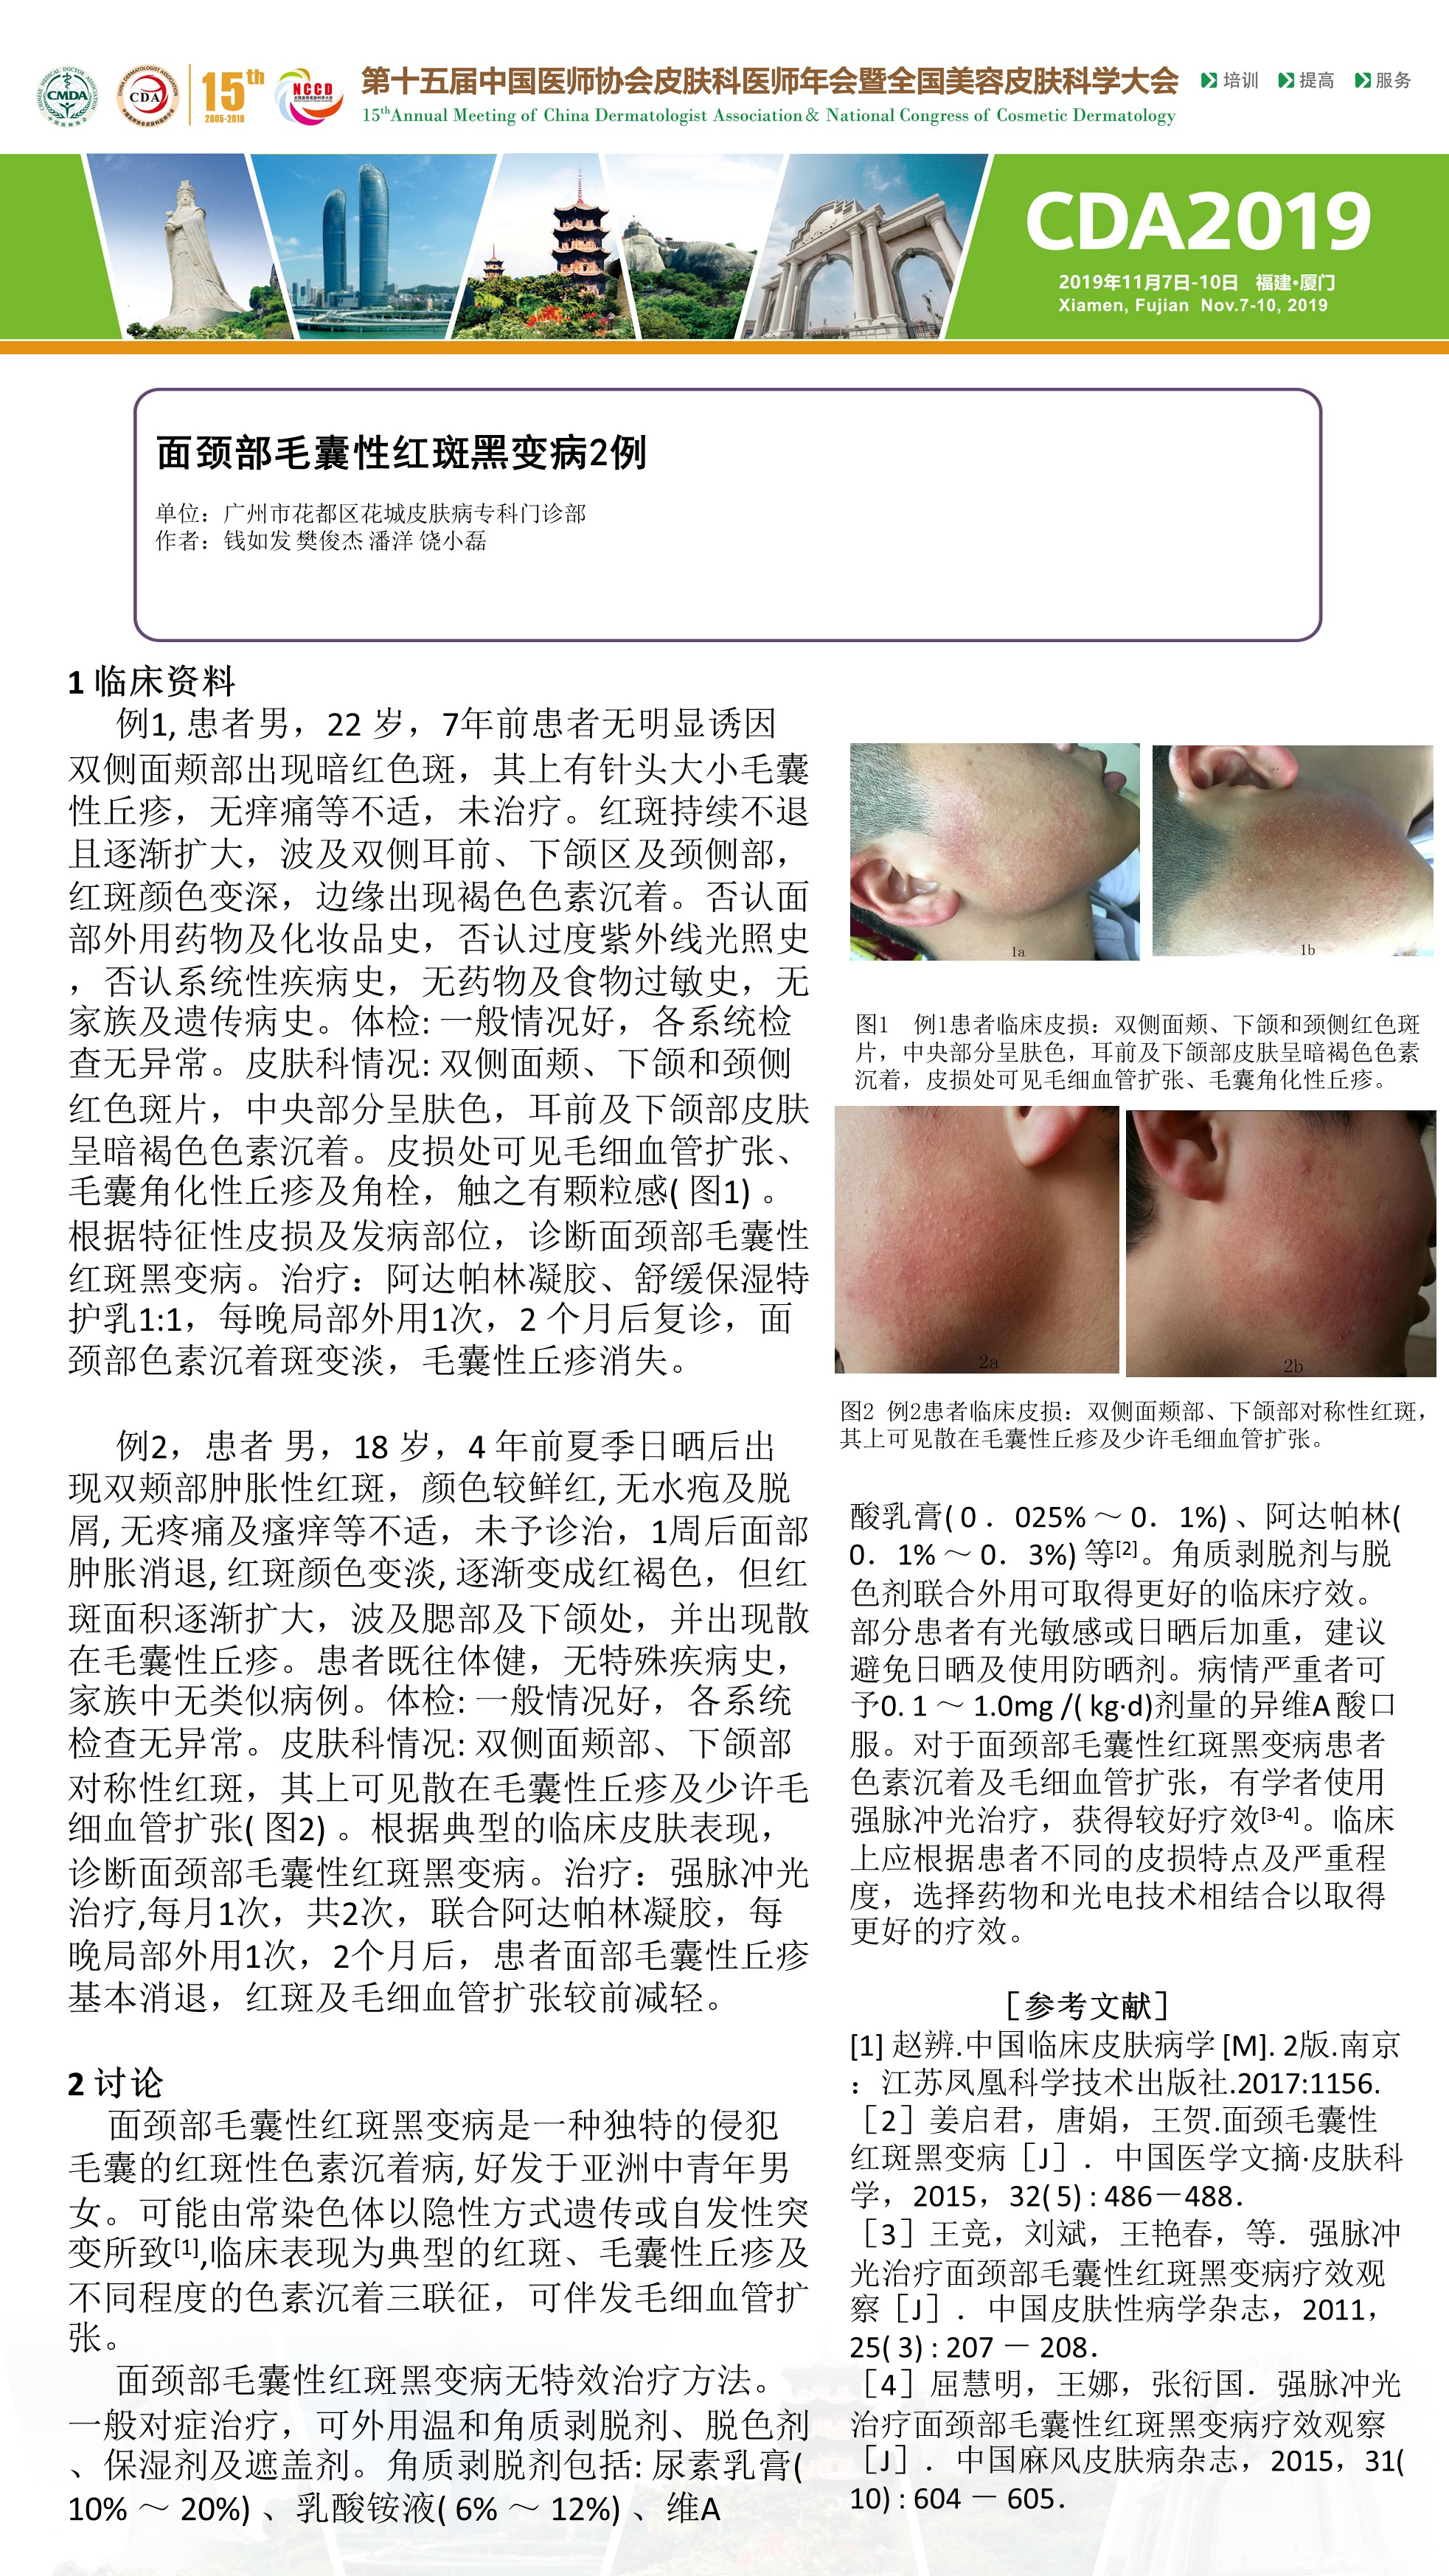 CHINESE MEDICAL DOCTOR ASSOCIATION
CMDA
中国医师协会
CHINA DERMATOLOGIST ASSOCIATION
CDA
15th
2005-2019
NCCD
第十五届中国医师协会皮肤科医师年会暨全国美容皮肤科学大会
15thAnnual Meeting of China Dermatologist Association& National Congress of Cosmetic Dermatology
培训 提高 服务
CDA2019
2019年11月7日-10日 福建·厦门
Xiamen, Fujian Nov.7-10, 2019
面颈部毛囊性红斑黑变病2例
单位：广州市花都区花城皮肤病专科门诊部
作者：钱如发 樊俊杰 潘洋 饶小磊
1 临床资料
例1, 患者男，22 岁，7年前患者无明显诱因
双侧面颊部出现暗红色斑，其上有针头大小毛囊
性丘疹，无痒痛等不适，未治疗。红斑持续不退
且逐渐扩大，波及双侧耳前、下颌区及颈侧部，
红斑颜色变深，边缘出现褐色色素沉着。否认面
部外用药物及化妆品史，否认过度紫外线光照史
，否认系统性疾病史，无药物及食物过敏史，无
家族及遗传病史。体检: 一般情况好，各系统检
查无异常。皮肤科情况: 双侧面颊、下颌和颈侧
红色斑片，中央部分呈肤色，耳前及下颌部皮肤
呈暗褐色色素沉着。皮损处可见毛细血管扩张、
毛囊角化性丘疹及角栓，触之有颗粒感( 图1) 。
根据特征性皮损及发病部位，诊断面颈部毛囊性
红斑黑变病。治疗：阿达帕林凝胶、舒缓保湿特
护乳1:1，每晚局部外用1次，2 个月后复诊，面
颈部色素沉着斑变淡，毛囊性丘疹消失。
例2，患者 男，18 岁，4 年前夏季日晒后出
现双颊部肿胀性红斑，颜色较鲜红, 无水疱及脱
屑, 无疼痛及瘙痒等不适，未予诊治，1周后面部
肿胀消退, 红斑颜色变淡, 逐渐变成红褐色，但红
斑面积逐渐扩大，波及腮部及下颌处，并出现散
在毛囊性丘疹。患者既往体健，无特殊疾病史，
家族中无类似病例。体检: 一般情况好，各系统
检查无异常。皮肤科情况: 双侧面颊部、下颌部
对称性红斑，其上可见散在毛囊性丘疹及少许毛
细血管扩张( 图2) 。根据典型的临床皮肤表现，
诊断面颈部毛囊性红斑黑变病。治疗：强脉冲光
治疗,每月1次，共2次，联合阿达帕林凝胶，每
晚局部外用1次，2个月后，患者面部毛囊性丘疹
基本消退，红斑及毛细血管扩张较前减轻。
2 讨论
面颈部毛囊性红斑黑变病是一种独特的侵犯
毛囊的红斑性色素沉着病, 好发于亚洲中青年男
女。可能由常染色体以隐性方式遗传或自发性突
变所致[1],临床表现为典型的红斑、毛囊性丘疹及
不同程度的色素沉着三联征，可伴发毛细血管扩
张。
面颈部毛囊性红斑黑变病无特效治疗方法。
一般对症治疗，可外用温和角质剥脱剂、脱色剂
、保湿剂及遮盖剂。角质剥脱剂包括: 尿素乳膏(
10% ～ 20%) 、乳酸铵液( 6% ～ 12%) 、维A
1a
1b
图1 例1患者临床皮损：双侧面颊、下颌和颈侧红色斑
片，中央部分呈肤色，耳前及下颌部皮肤呈暗褐色色素
沉着，皮损处可见毛细血管扩张、毛囊角化性丘疹。
2a
2b
图2 例2患者临床皮损：双侧面颊部、下颌部对称性红斑，
其上可见散在毛囊性丘疹及少许毛细血管扩张。
酸乳膏( 0．025% ～ 0．1%) 、阿达帕林(
0．1% ～ 0．3%) 等[2]。角质剥脱剂与脱
色剂联合外用可取得更好的临床疗效。
部分患者有光敏感或日晒后加重，建议
避免日晒及使用防晒剂。病情严重者可
予0. 1 ～ 1.0mg /( kg·d)剂量的异维A 酸口
服。对于面颈部毛囊性红斑黑变病患者
色素沉着及毛细血管扩张，有学者使用
强脉冲光治疗，获得较好疗效[3-4]。临床
上应根据患者不同的皮损特点及严重程
度，选择药物和光电技术相结合以取得
更好的疗效。
［参考文献］
[1] 赵辨.中国临床皮肤病学 [M]. 2版.南京
：江苏凤凰科学技术出版社.2017:1156.
［2］姜启君，唐娟，王贺.面颈毛囊性
红斑黑变病［J］．中国医学文摘·皮肤科
学，2015，32( 5) : 486－488．
［3］王竞，刘斌，王艳春，等．强脉冲
光治疗面颈部毛囊性红斑黑变病疗效观
察［J］．中国皮肤性病学杂志，2011，
25( 3) : 207 － 208．
［4］屈慧明，王娜，张衍国．强脉冲光
治疗面颈部毛囊性红斑黑变病疗效观察
［J］．中国麻风皮肤病杂志，2015，31(
10) : 604 － 605．